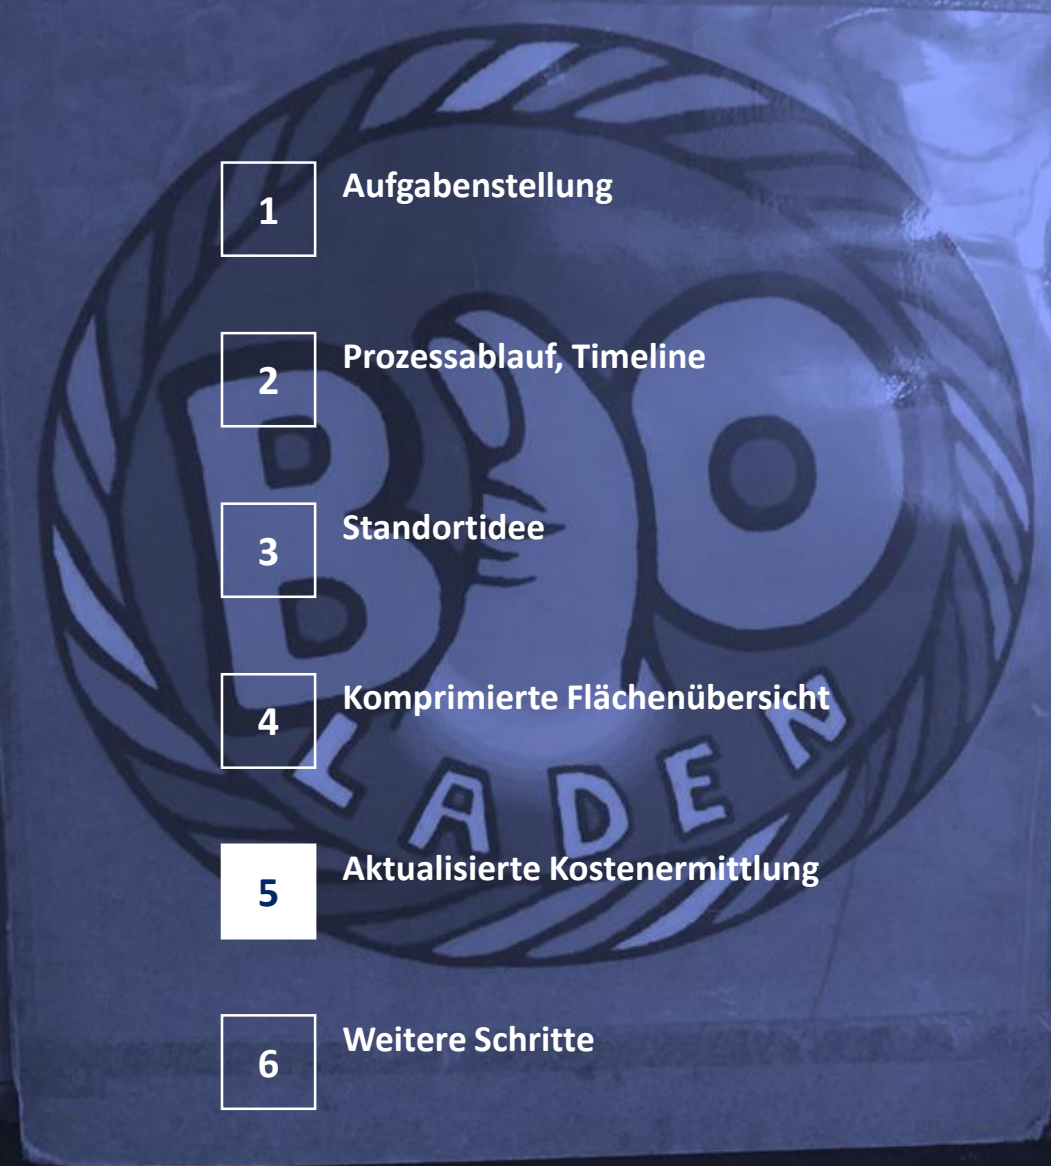 1 Aufgabenstellung
2 Prozessablauf, Timeline
3 Standortidee
4 Komprimierte Flächenübersicht
5 Aktualisierte Kostenermittlung
6 Weitere Schritte
BIO
LADEN